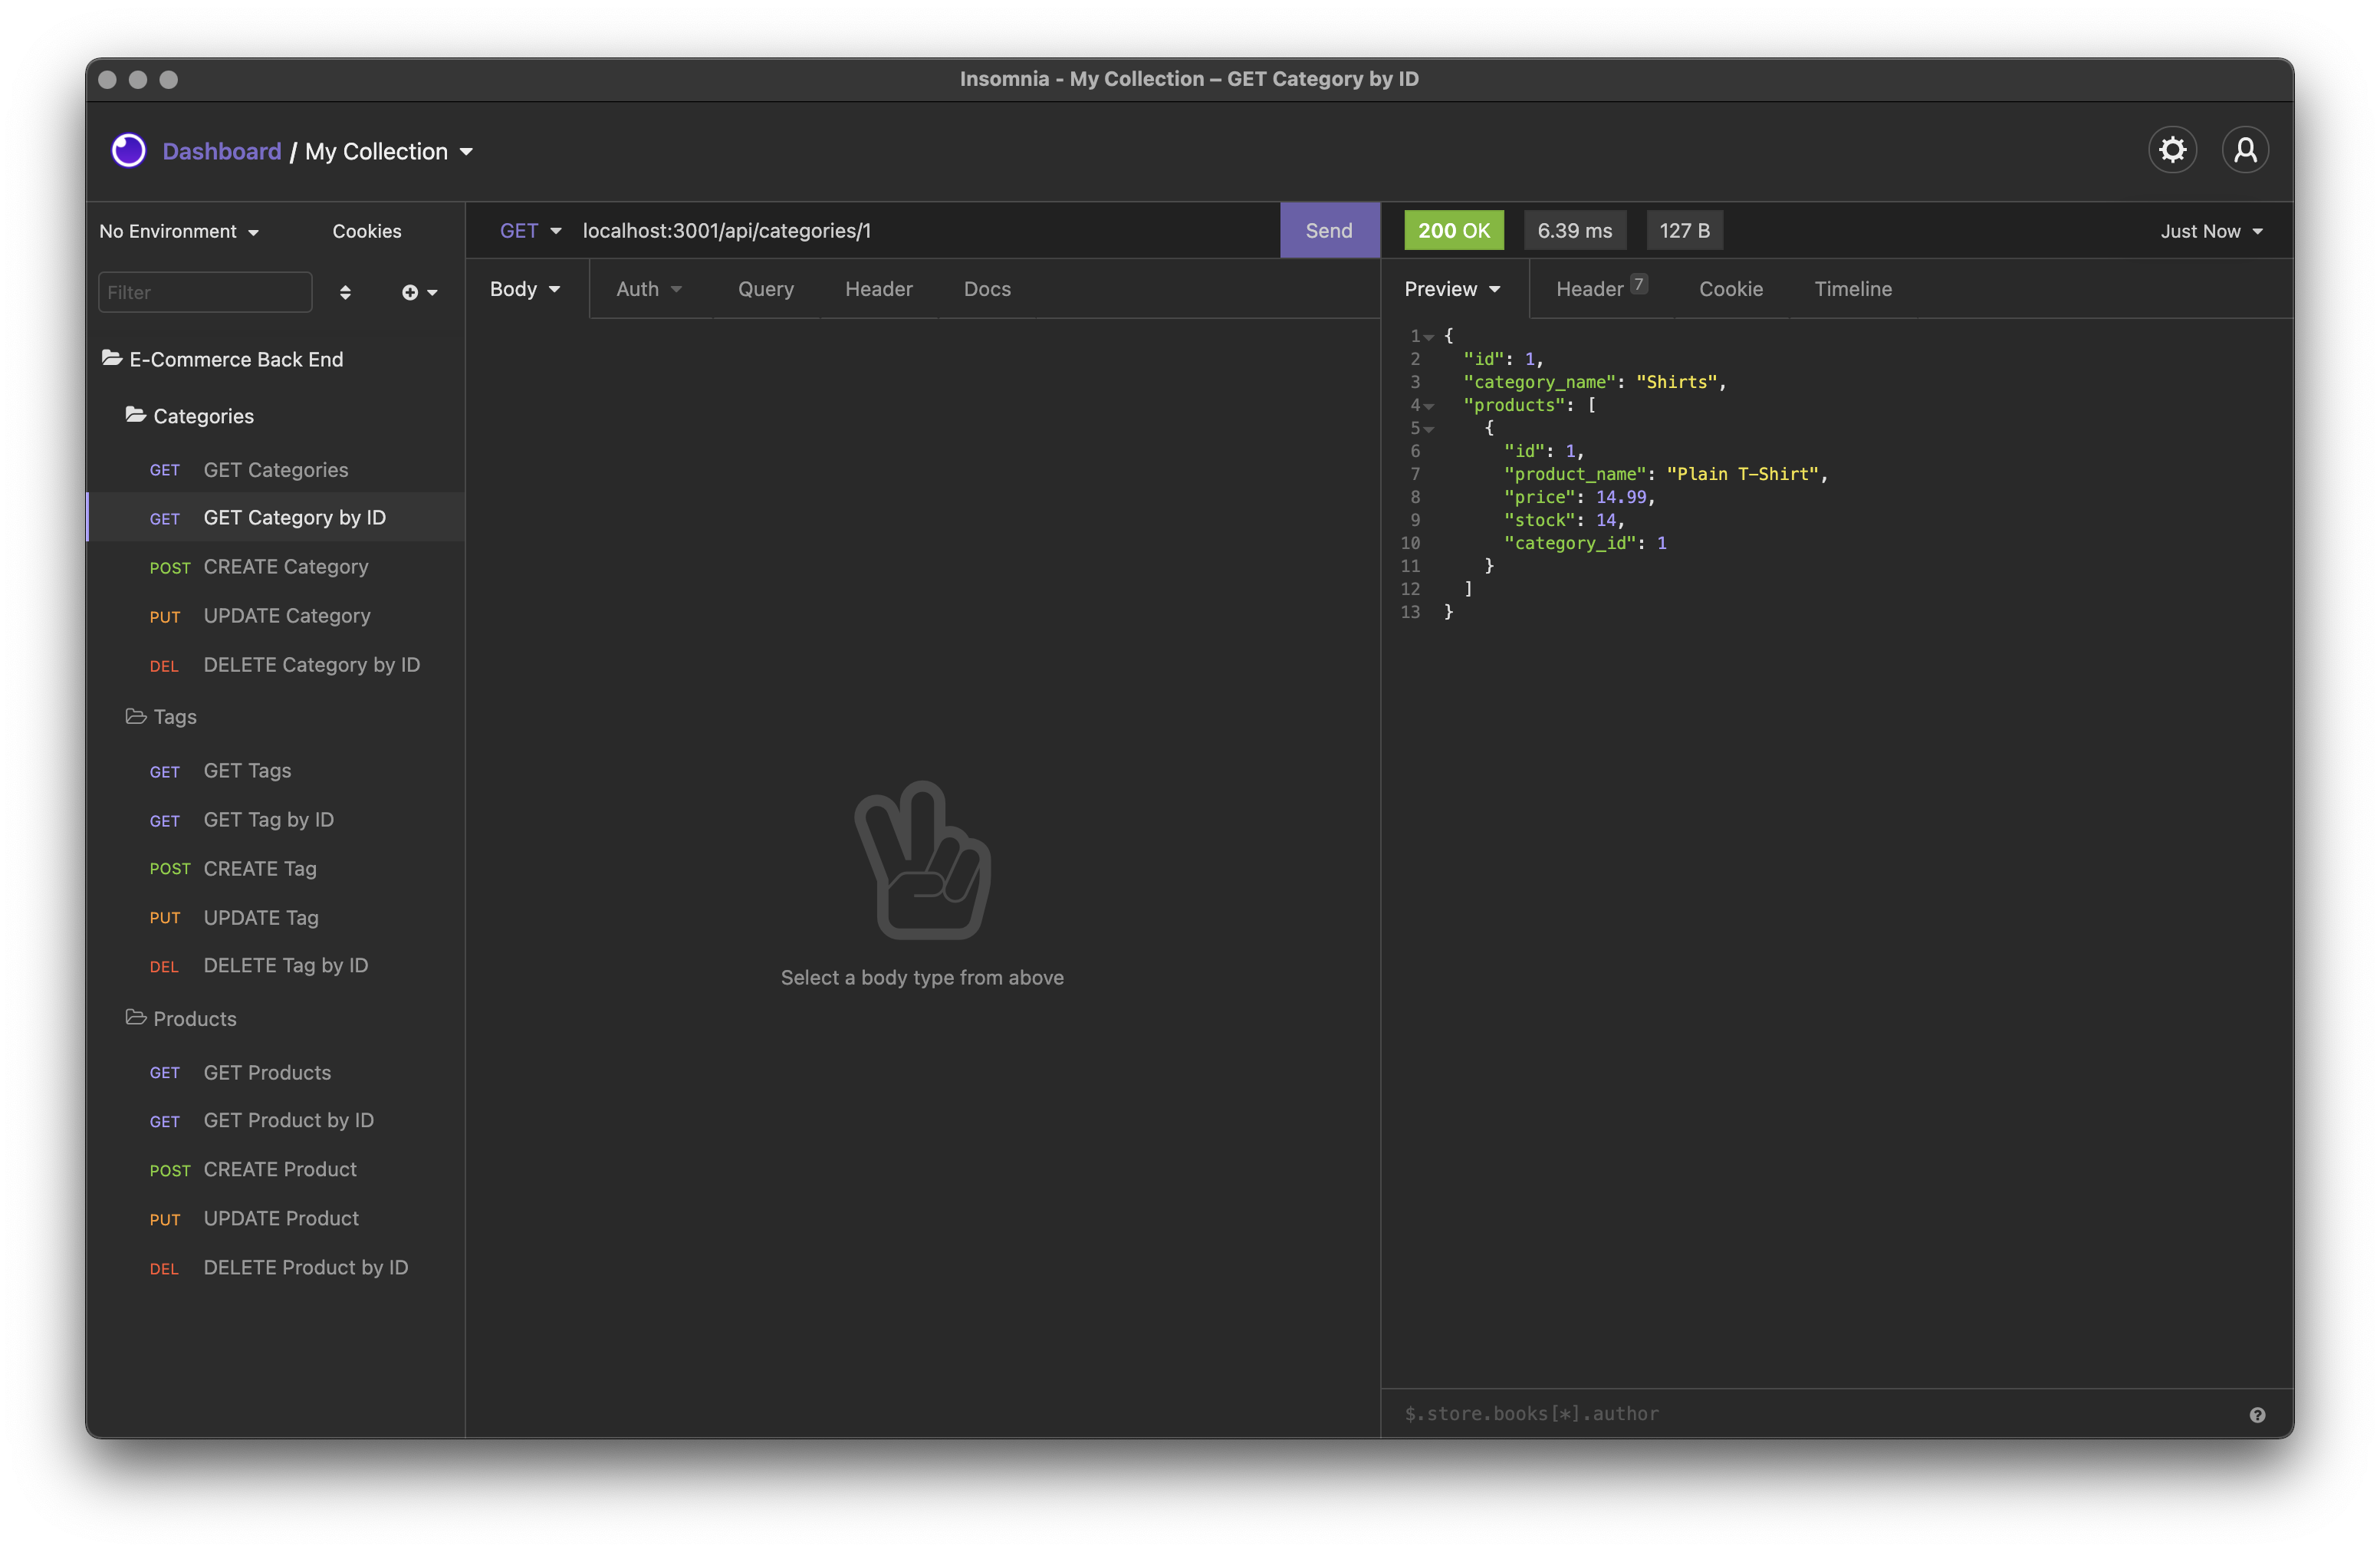 Insomnia - My Collection – GET Category by ID
Dashboard / My Collection
No Environment Cookies
Filter
E-Commerce Back End
Categories
GET GET Categories
GET GET Category by ID
POST CREATE Category
PUT UPDATE Category
DEL DELETE Category by ID
Tags
GET GET Tags
GET GET Tag by ID
POST CREATE Tag
PUT UPDATE Tag
DEL DELETE Tag by ID
Products
GET GET Products
GET GET Product by ID
POST CREATE Product
PUT UPDATE Product
DEL DELETE Product by ID
GET localhost:3001/api/categories/1 Send
Body Auth Query Header Docs
Select a body type from above
200 OK 6.39 ms 127 B Just Now
Preview Header 7 Cookie Timeline
1 {
2 "id": 1,
3 "category_name": "Shirts",
4 "products": [
5 {
6 "id": 1,
7 "product_name": "Plain T-Shirt",
8 "price": 14.99,
9 "stock": 14,
10 "category_id": 1
11 }
12 ]
13 }
$.store.books[*].author ?